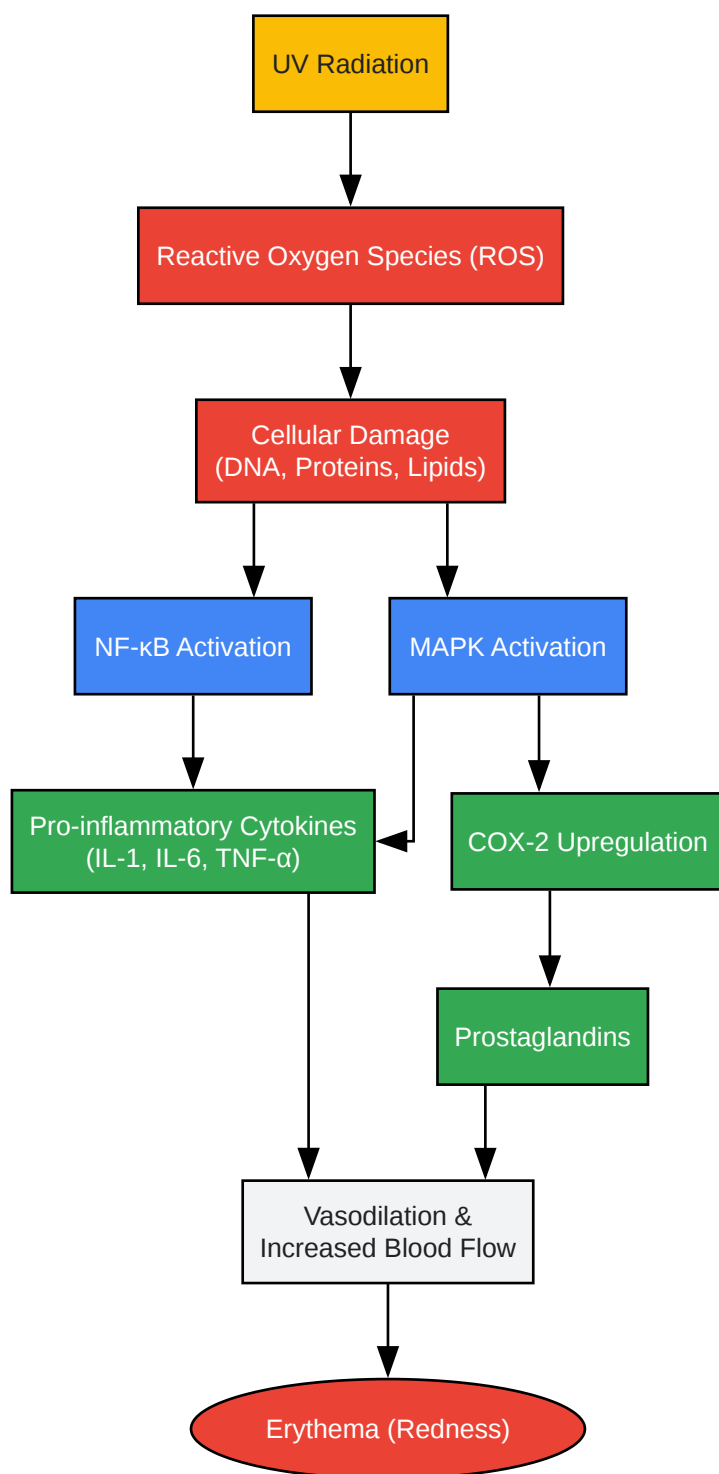 UV Radiation
Reactive Oxygen Species (ROS)
Cellular Damage
(DNA, Proteins, Lipids)
NF-κB Activation
MAPK Activation
Pro-inflammatory Cytokines
(IL-1, IL-6, TNF-α)
COX-2 Upregulation
Prostaglandins
Vasodilation &
Increased Blood Flow
Erythema (Redness)